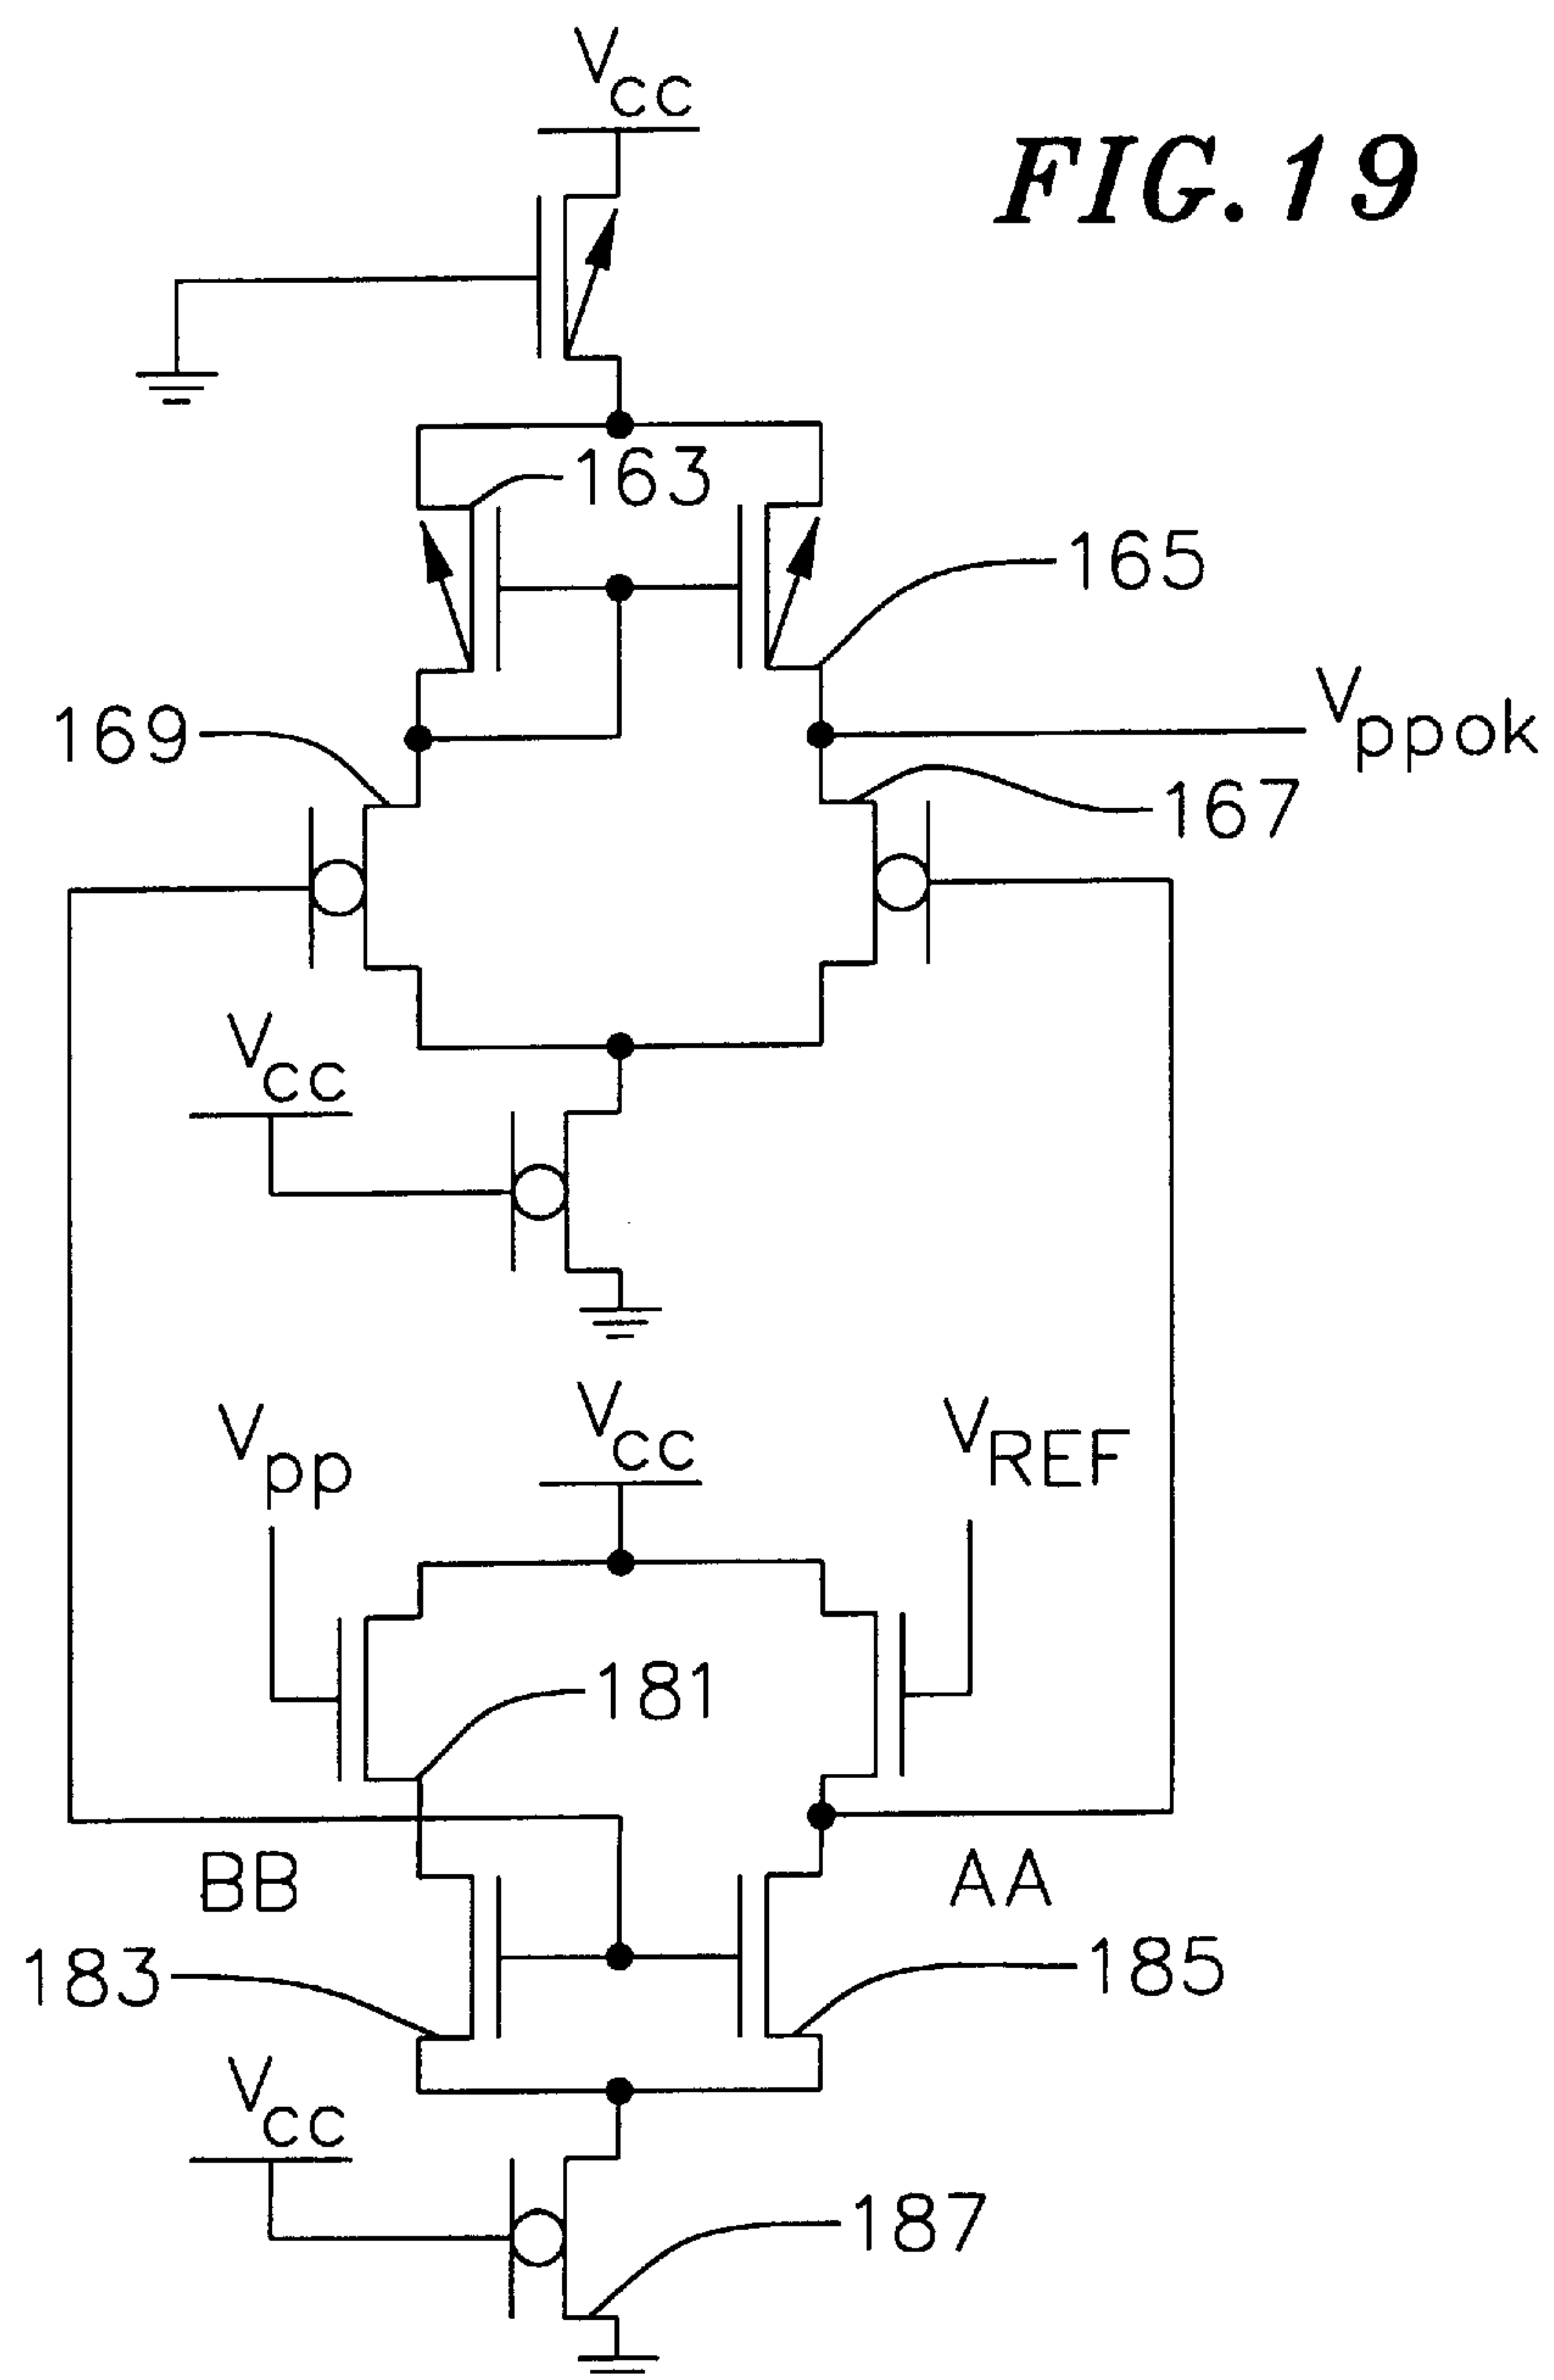 Vcc
FIG.19
163
165
Vppok
169
167
Vcc
Vpp
Vcc
VREF
181
BB
AA
183
185
Vcc
187